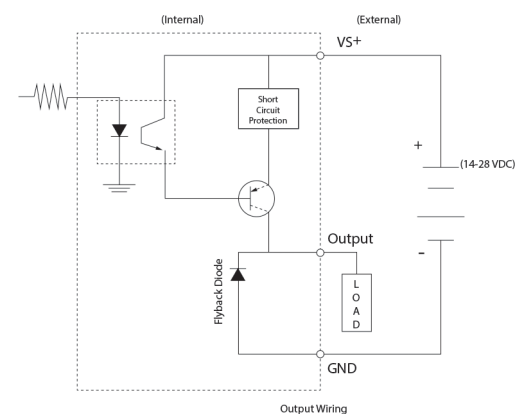 (Internal)
(External)
VS+
Short
Circuit
Protection
+
(14-28 VDC)
Output
Flyback Diode
L
O
A
D
-
GND
Output Wiring